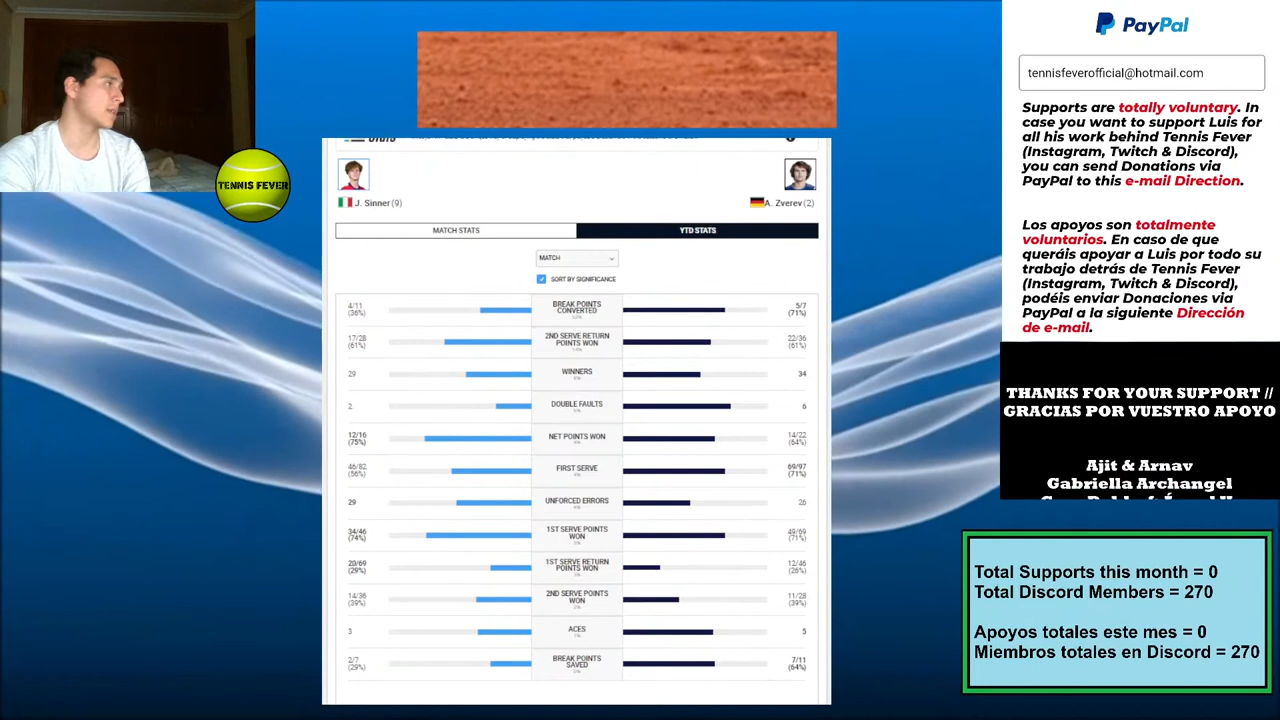 TENNIS FEVER
J. Sinner (9)
A. Zverev (2)
MATCH STATS
YTD STATS
MATCH
SORT BY SIGNIFICANCE
4/11
(36%)
BREAK POINTS
CONVERTED
5/7
(71%)
17/28
(61%)
2ND SERVE RETURN
POINTS WON
22/36
(61%)
29
WINNERS
34
2
DOUBLE FAULTS
6
12/16
(75%)
NET POINTS WON
14/22
(64%)
46/82
(56%)
FIRST SERVE
69/97
(71%)
29
UNFORCED ERRORS
26
34/46
(74%)
1ST SERVE POINTS
WON
49/69
(71%)
20/69
(29%)
1ST SERVE RETURN
POINTS WON
12/46
(26%)
14/36
(39%)
2ND SERVE POINTS
WON
11/28
(39%)
3
ACES
5
2/7
(29%)
BREAK POINTS
SAVED
7/11
(64%)
PayPal
tennisfeverofficial@hotmail.com
Supports are totally voluntary. In
case you want to support Luis for
all his work behind Tennis Fever
(Instagram, Twitch & Discord),
you can send Donations via
PayPal to this e-mail Direction.
Los apoyos son totalmente
voluntarios. En caso de que
queráis apoyar a Luis por todo su
trabajo detrás de Tennis Fever
(Instagram, Twitch & Discord),
podéis enviar Donaciones via
PayPal a la siguiente Dirección
de e-mail.
THANKS FOR YOUR SUPPORT //
GRACIAS POR VUESTRO APOYO
Ajit & Arnav
Gabriella Archangel
Total Supports this month = 0
Total Discord Members = 270
Apoyos totales este mes = 0
Miembros totales en Discord = 270